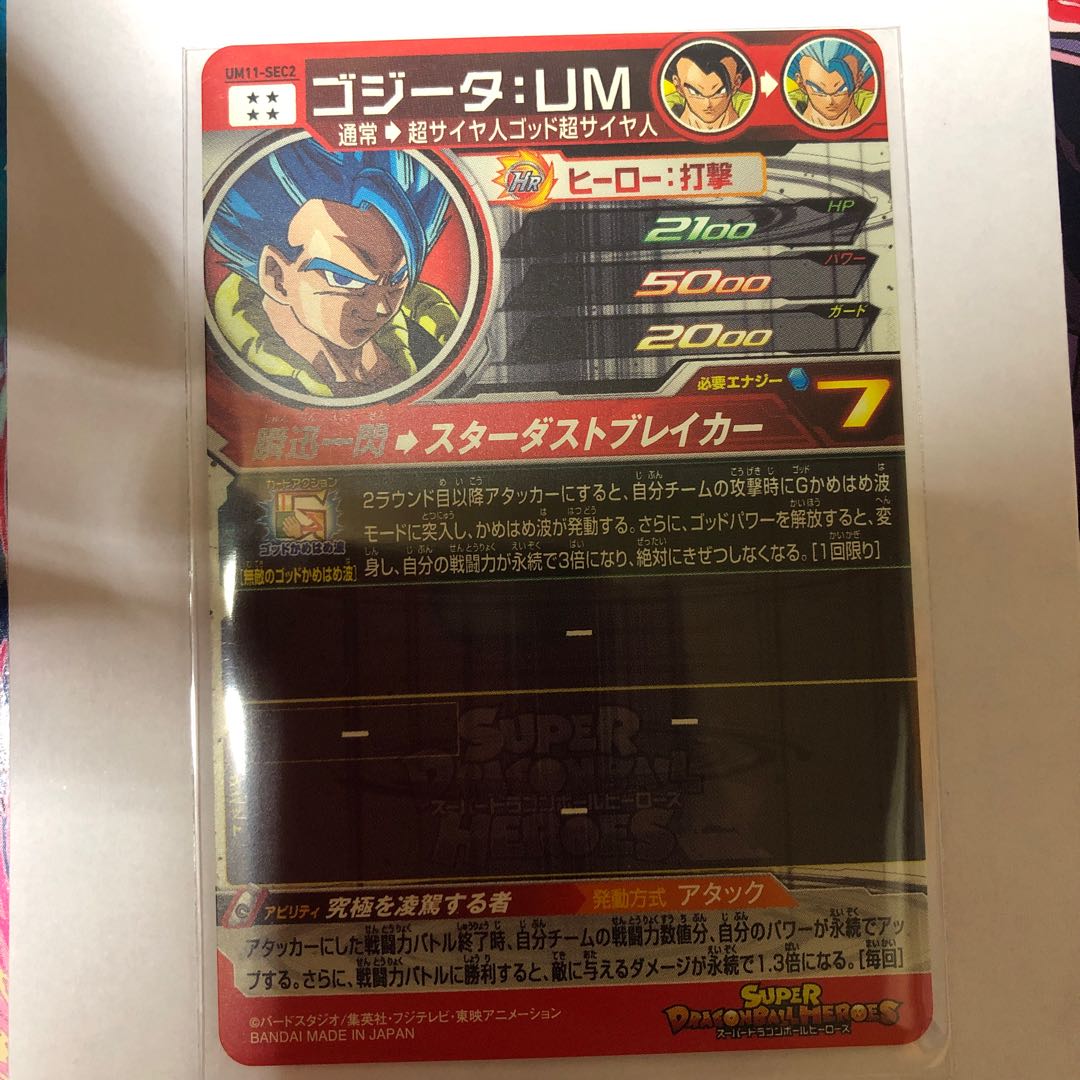 UM11-SEC2
ゴジータ:UM
通常➡超サイヤ人ゴッド超サイヤ人
HR ヒーロー:打撃
HP
2100
パワー
5000
ガード
2000
必要エナジー 7
瞬迅一閃➡スターダストブレイカー
カードアクション
ゴッドかめはめ波
[無敵のゴッドかめはめ波]
2ラウンド目以降アタッカーにすると、自分チームの攻撃時にGかめはめ波
モードに突入し、かめはめ波が発動する。さらに、ゴッドパワーを解放すると、変
身し、自分の戦闘力が永続で3倍になり、絶対にきぜつしなくなる。[1回限り]
ー
ー ー
ー
SUPER
DRAGON BALL
スーパードラゴンボールヒーローズ
HEROES
アビリティ 究極を凌駕する者 発動方式 アタック
アタッカーにした戦闘力バトル終了時、自分チームの戦闘力数値分、自分のパワーが永続でアッ
プする。さらに、戦闘力バトルに勝利すると、敵に与えるダメージが永続で1.3倍になる。[毎回]
©バードスタジオ/集英社・フジテレビ・東映アニメーション
BANDAI MADE IN JAPAN
SUPER
DRAGON BALL HEROES
スーパードラゴンボールヒーローズ